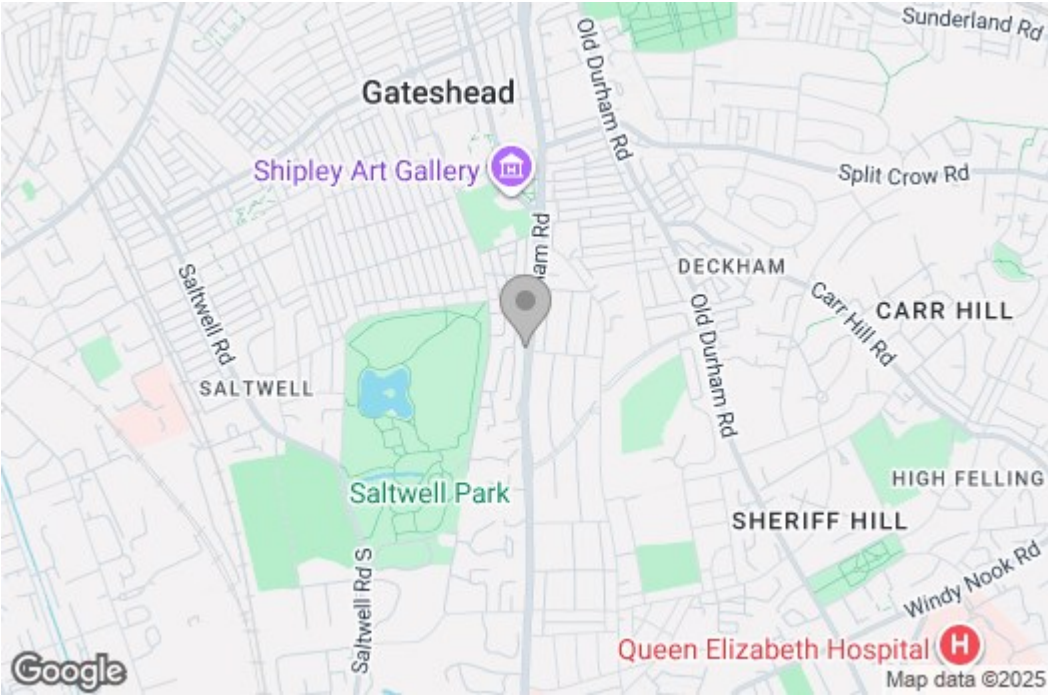 Sunderland Rd
Old Durham Rd
Gateshead
Shipley Art Gallery
Split Crow Rd
ham Rd
DECKHAM
Saltwell Rd
Carr Hill Rd
CARR HILL
Old Durham Rd
SALTWELL
HIGH FELLING
Saltwell Park
SHERIFF HILL
Saltwell Rd S
Windy Nook Rd
Queen Elizabeth Hospital
H
Google
Map data ©2025